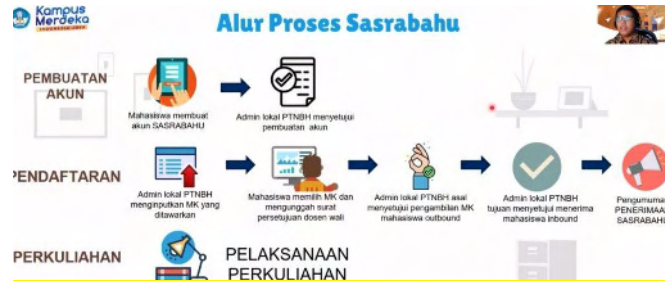 Kampus
Merdeka
INDONESIA JAYA
Alur Proses Sasrabahu
PEMBUATAN
AKUN
Mahasiswa membuat
akun SASRABAHU
Admin lokal PTNBH menyetujui
pembuatan akun
PENDAFTARAN
Admin lokal PTNBH
menginputkan MK yang
ditawarkan
Mahasiswa memilih MK dan
mengunggah surat
persetujuan dosen wali
Admin lokal PTNBH asal
menyetujui pengambilan MK
mahasiswa outbound
Admin lokal PTNBH
tujuan menyetujui menerima
mahasiswa inbound
Pengumuman
PENERIMAAN
SASRABAHU
PERKULIAHAN
PELAKSANAAN
PERKULIAHAN